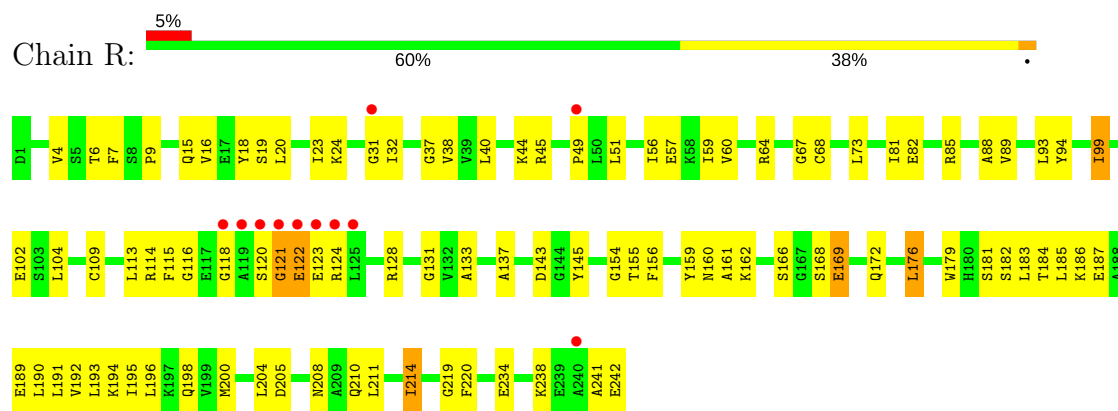 5%
Chain R:
60% 38% •
D1 V4 S5 T6 F7 S8 P9 Q15 V16 E17 Y18 S19 L20 I23 K24 G31 I32 G37 V38 V39 L40 K44 R45 P49 L50 L51 I56 E57 K58 I59 V60 R64 G67 C68 L73 I81 E82 R85 A88 V89 L93 Y94 I99
E102 S103 L104 C109 L113 R114 F115 G116 E117 G118 A119 S120 G121 E122 E123 R124 L125 R128 G131 V132 A133 A137 D143 G144 Y145 G154 T155 F156 Y159 N160 A161 K162 S166 G167 S168 E169 Q172 L176 W179 H180 S181 S182 L183 T184 L185 K186 E187 A188
E189 L190 L191 V192 L193 K194 I195 L196 K197 Q198 V199 M200 L204 D205 N208 A209 Q210 L211 I214 G219 F220 E234 K238 E239 A240 A241 E242